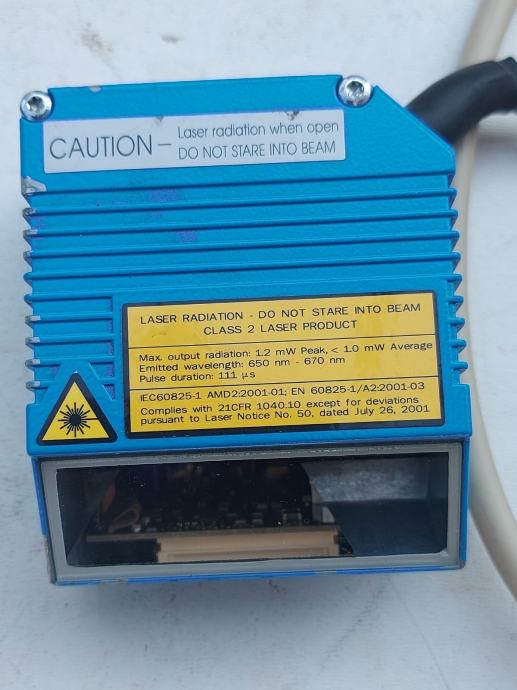 CAUTION – Laser radiation when open
DO NOT STARE INTO BEAM
LASER RADIATION - DO NOT STARE INTO BEAM
CLASS 2 LASER PRODUCT
Max. output radiation: 1.2 mW Peak, < 1.0 mW Average
Emitted wavelength: 650 nm - 670 nm
Pulse duration: 111 µs
IEC60825-1 AMD2:2001-01; EN 60825-1/A2:2001-03
Complies with 21CFR 1040.10 except for deviations
pursuant to Laser Notice No. 50, dated July 26, 2001